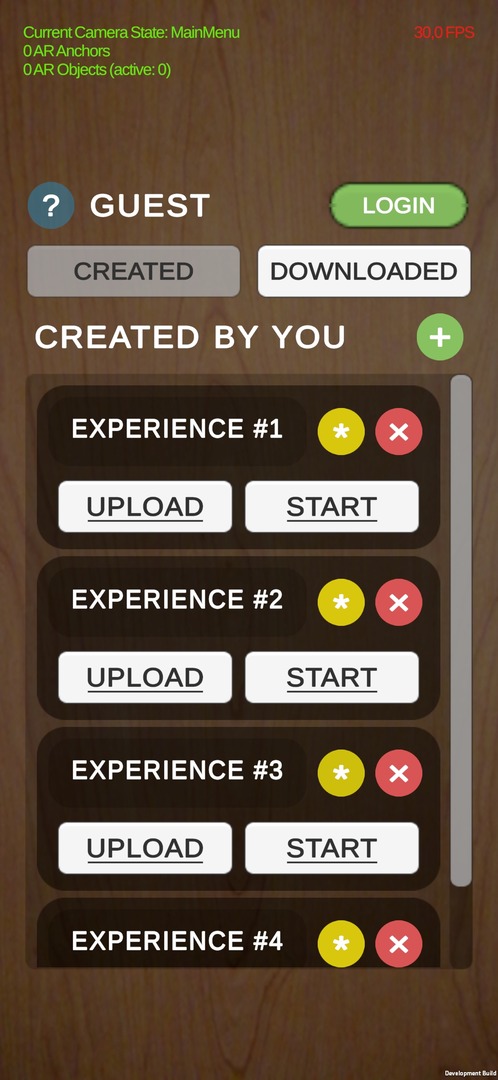 Current Camera State: MainMenu
30,0 FPS
0 AR Anchors
0 AR Objects (active: 0)
? GUEST LOGIN
CREATED DOWNLOADED
CREATED BY YOU +
EXPERIENCE #1 * ×
UPLOAD START
EXPERIENCE #2 * ×
UPLOAD START
EXPERIENCE #3 * ×
UPLOAD START
EXPERIENCE #4 * ×
Development Build